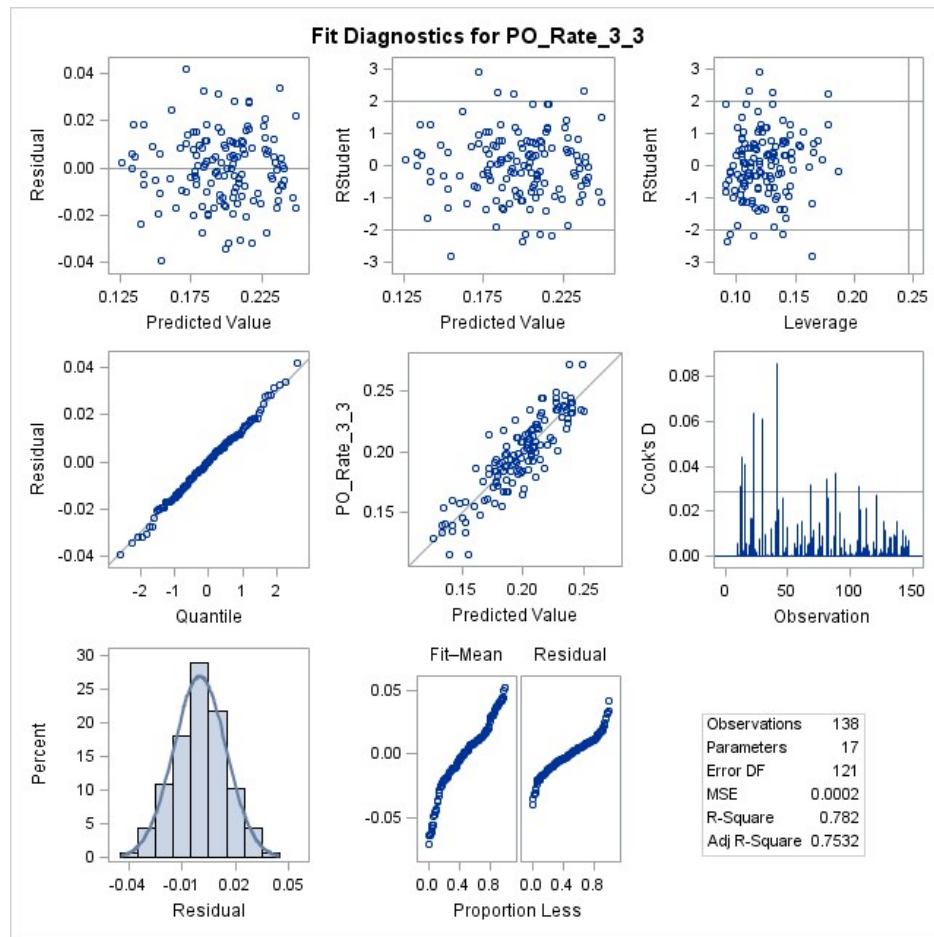 Fit Diagnostics for PO_Rate_3_3
Residual
0.04
0.02
0.00
-0.02
-0.04
0.125 0.175 0.225
Predicted Value
RStudent
3
2
1
0
-1
-2
-3
0.125 0.175 0.225
Predicted Value
RStudent
3
2
1
0
-1
-2
-3
0.10 0.15 0.20 0.25
Leverage
Residual
0.04
0.02
0.00
-0.02
-0.04
-2 -1 0 1 2
Quantile
PO_Rate_3_3
0.25
0.20
0.15
0.15 0.20 0.25
Predicted Value
Cook's D
0.08
0.06
0.04
0.02
0.00
0 50 100 150
Observation
Percent
30
25
20
15
10
5
0
-0.04 -0.01 0.02 0.05
Residual
Fit–Mean Residual
0.05
0.00
-0.05
0.0 0.4 0.8 0.0 0.4 0.8
Proportion Less
Observations 138
Parameters 17
Error DF 121
MSE 0.0002
R-Square 0.782
Adj R-Square 0.7532